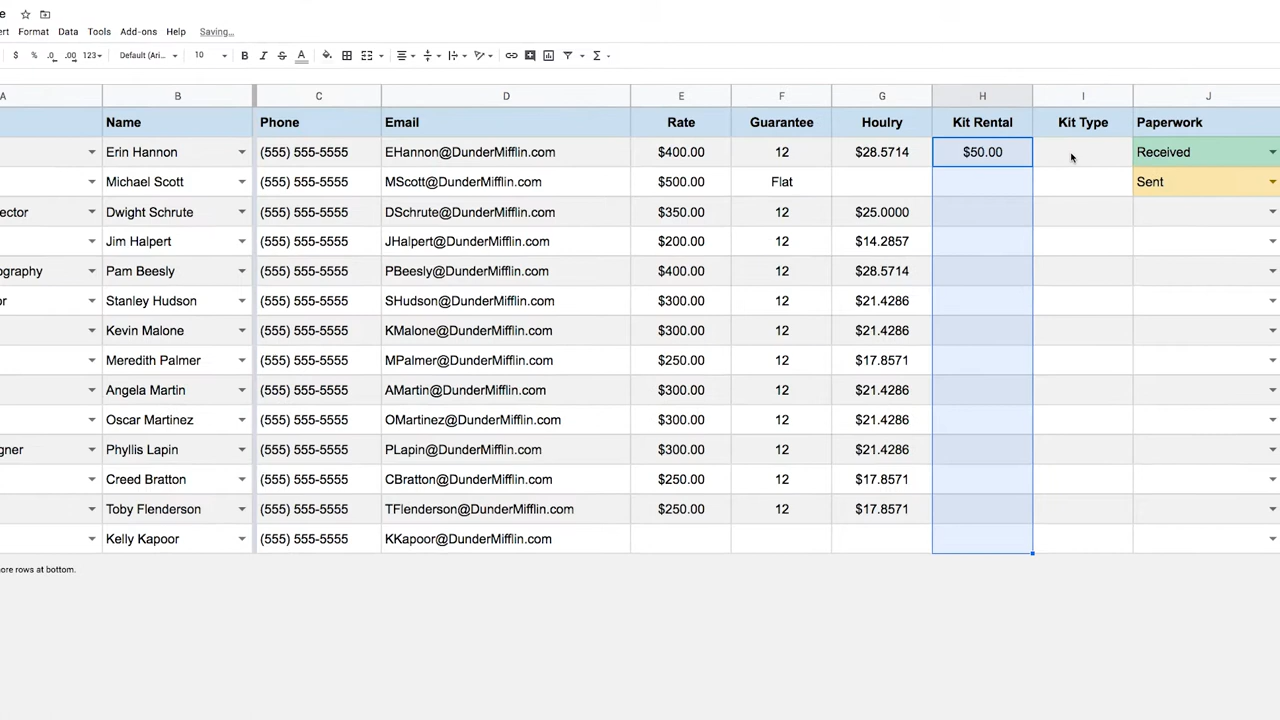 e
ert Format Data Tools Add-ons Help Saving...
$ % .0 .00 123 Default (Ari... 10 B I S A Σ
A B C D E F G H I J
Name Phone Email Rate Guarantee Houlry Kit Rental Kit Type Paperwork
Erin Hannon (555) 555-5555 EHannon@DunderMifflin.com $400.00 12 $28.5714 $50.00 Received
Michael Scott (555) 555-5555 MScott@DunderMifflin.com $500.00 Flat Sent
ector Dwight Schrute (555) 555-5555 DSchrute@DunderMifflin.com $350.00 12 $25.0000
Jim Halpert (555) 555-5555 JHalpert@DunderMifflin.com $200.00 12 $14.2857
ography Pam Beesly (555) 555-5555 PBeesly@DunderMifflin.com $400.00 12 $28.5714
or Stanley Hudson (555) 555-5555 SHudson@DunderMifflin.com $300.00 12 $21.4286
Kevin Malone (555) 555-5555 KMalone@DunderMifflin.com $300.00 12 $21.4286
Meredith Palmer (555) 555-5555 MPalmer@DunderMifflin.com $250.00 12 $17.8571
Angela Martin (555) 555-5555 AMartin@DunderMifflin.com $300.00 12 $21.4286
Oscar Martinez (555) 555-5555 OMartinez@DunderMifflin.com $300.00 12 $21.4286
gner Phyllis Lapin (555) 555-5555 PLapin@DunderMifflin.com $300.00 12 $21.4286
Creed Bratton (555) 555-5555 CBratton@DunderMifflin.com $250.00 12 $17.8571
Toby Flenderson (555) 555-5555 TFlenderson@DunderMifflin.com $250.00 12 $17.8571
Kelly Kapoor (555) 555-5555 KKapoor@DunderMifflin.com
ore rows at bottom.